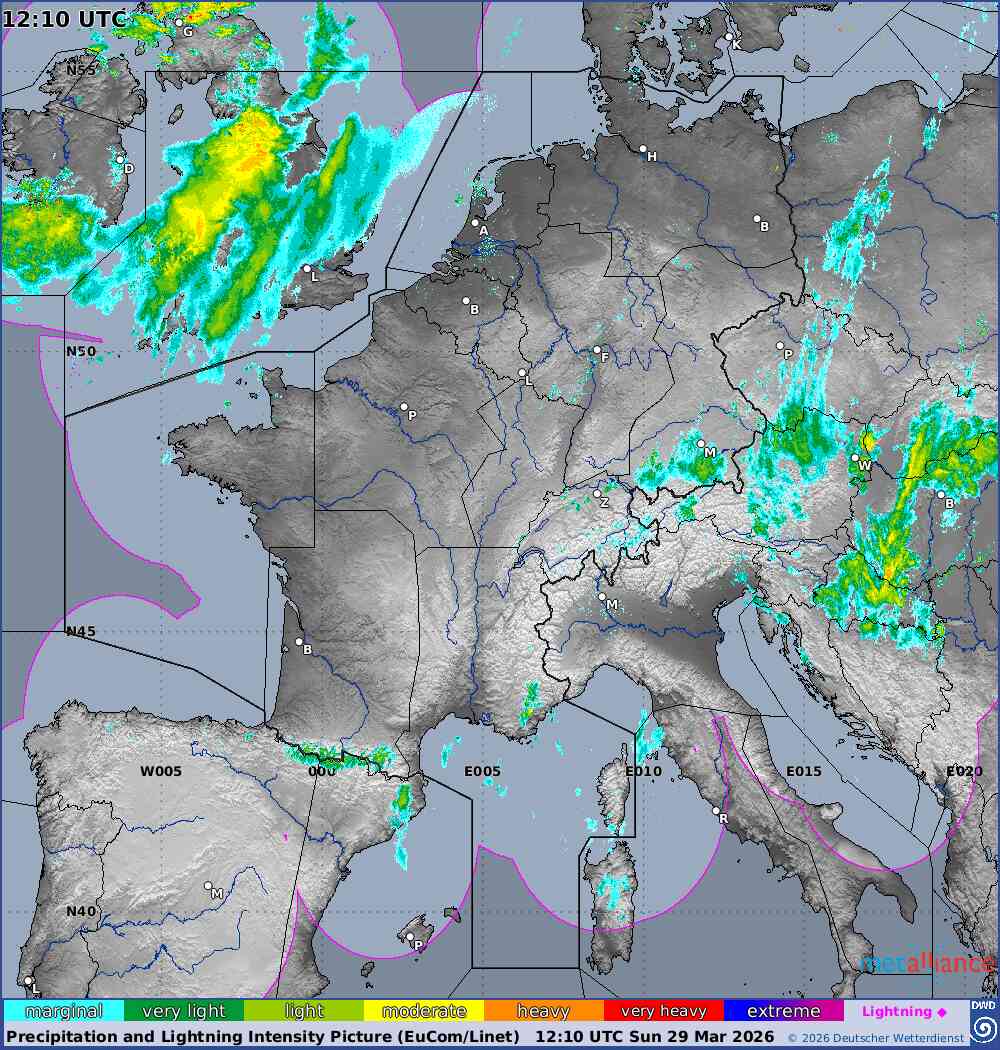 12:10 UTC
G
K
N55
D
H
A
B
L
B
N50
P
F
L
P
M
W
Z
B
M
N45
B
W005
000
E005
E010
E015
E020
R
M
N40
P
L
metalliance
marginal
very light
light
moderate
heavy
very heavy
extreme
Lightning ◆
DWD
Precipitation and Lightning Intensity Picture (EuCom/Linet) 12:10 UTC Sun 29 Mar 2026 © 2026 Deutscher Wetterdienst